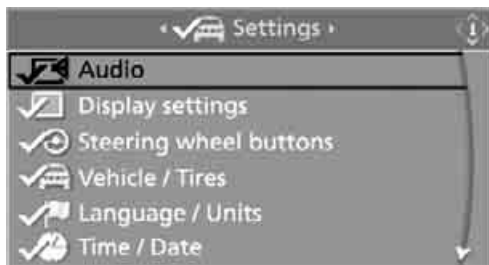 Settings
Audio
Display settings
Steering wheel buttons
Vehicle / Tires
Language / Units
Time / Date